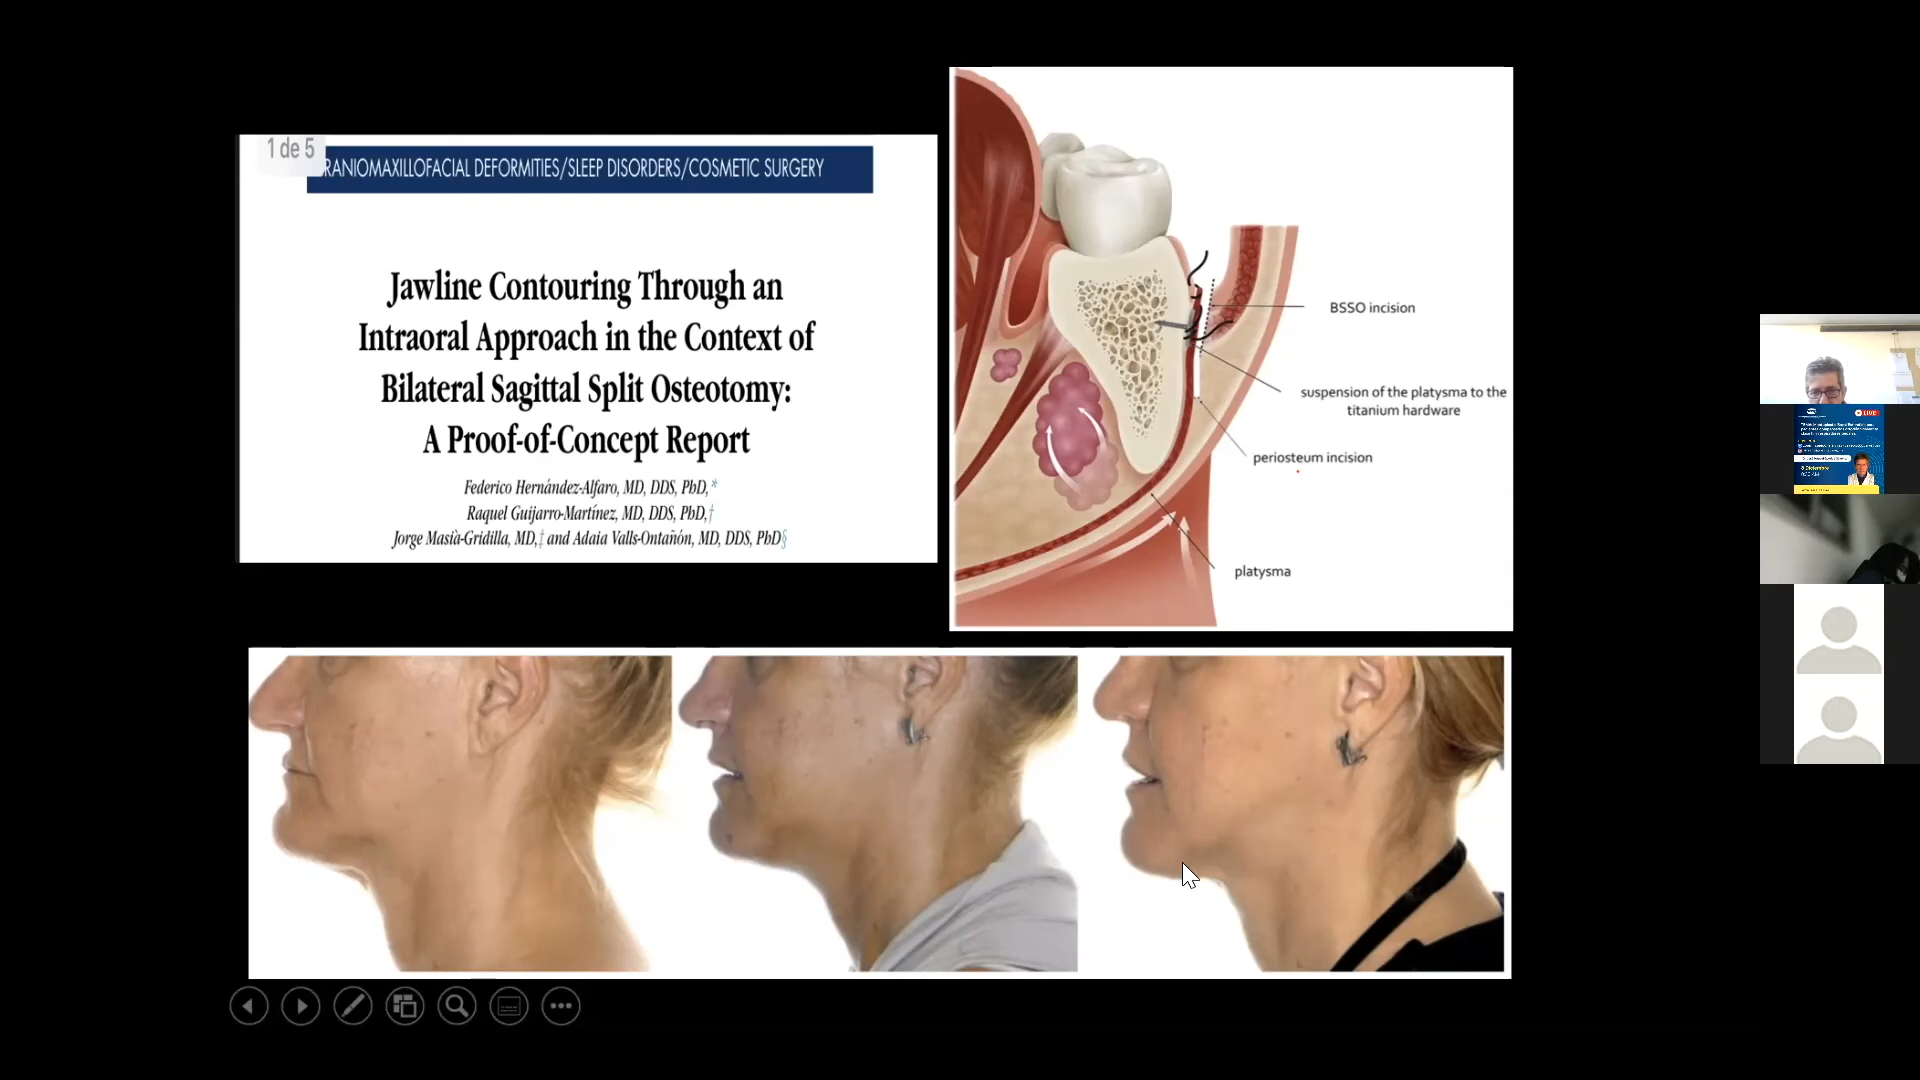 1 de 5
RANIOMAXILLOFACIAL DEFORMITIES/SLEEP DISORDERS/COSMETIC SURGERY
Jawline Contouring Through an
Intraoral Approach in the Context of
Bilateral Sagittal Split Osteotomy:
A Proof-of-Concept Report
Federico Hernández-Alfaro, MD, DDS, PhD,*
Raquel Guijarro-Martínez, MD, DDS, PhD,†
Jorge Masià-Gridilla, MD,‡ and Adaia Valls-Ontañón, MD, DDS, PhD§
BSSO incision
suspension of the platysma to the
titanium hardware
periosteum incision
platysma
LIVE
8 Diciembre